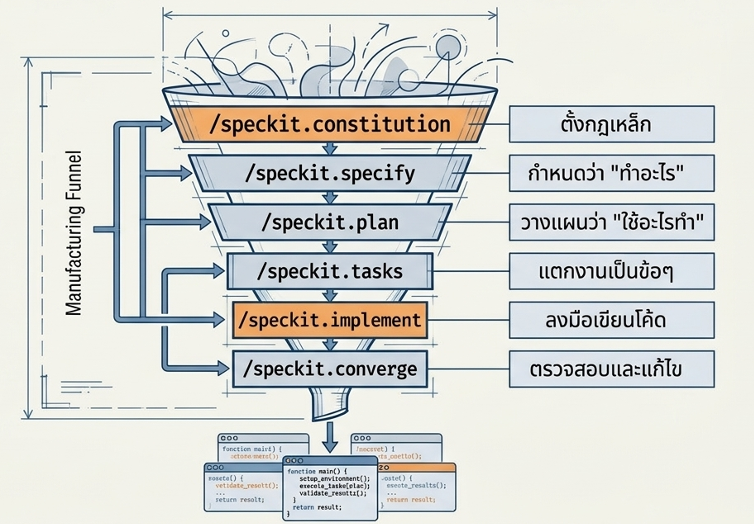 Manufacturing Funnel
/speckit.constitution
ตั้งกฎเหล็ก
/speckit.specify
กำหนดว่า "ทำอะไร"
/speckit.plan
วางแผนว่า "ใช้อะไรทำ"
/speckit.tasks
แตกงานเป็นข้อๆ
/speckit.implement
ลงมือเขียนโค้ด
/speckit.converge
ตรวจสอบและแก้ไข
return result;
function main() {
}
return result;
}
return result;
}